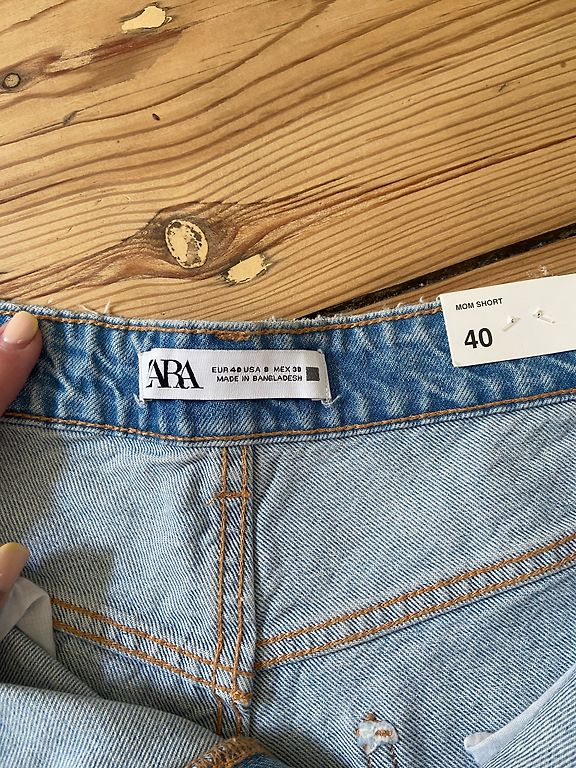 MOM SHORT
40
ZARA
EUR 40 USA 8 MEX 30
MADE IN BANGLADESH